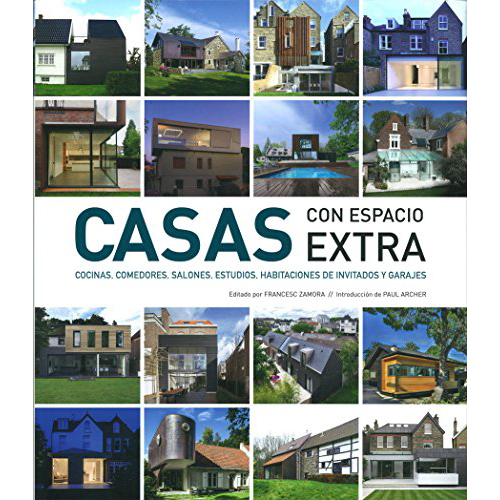 CASAS CON ESPACIO EXTRA
COCINAS, COMEDORES, SALONES, ESTUDIOS, HABITACIONES DE INVITADOS Y GARAJES
Editado por FRANCESC ZAMORA // Introducción de PAUL ARCHER